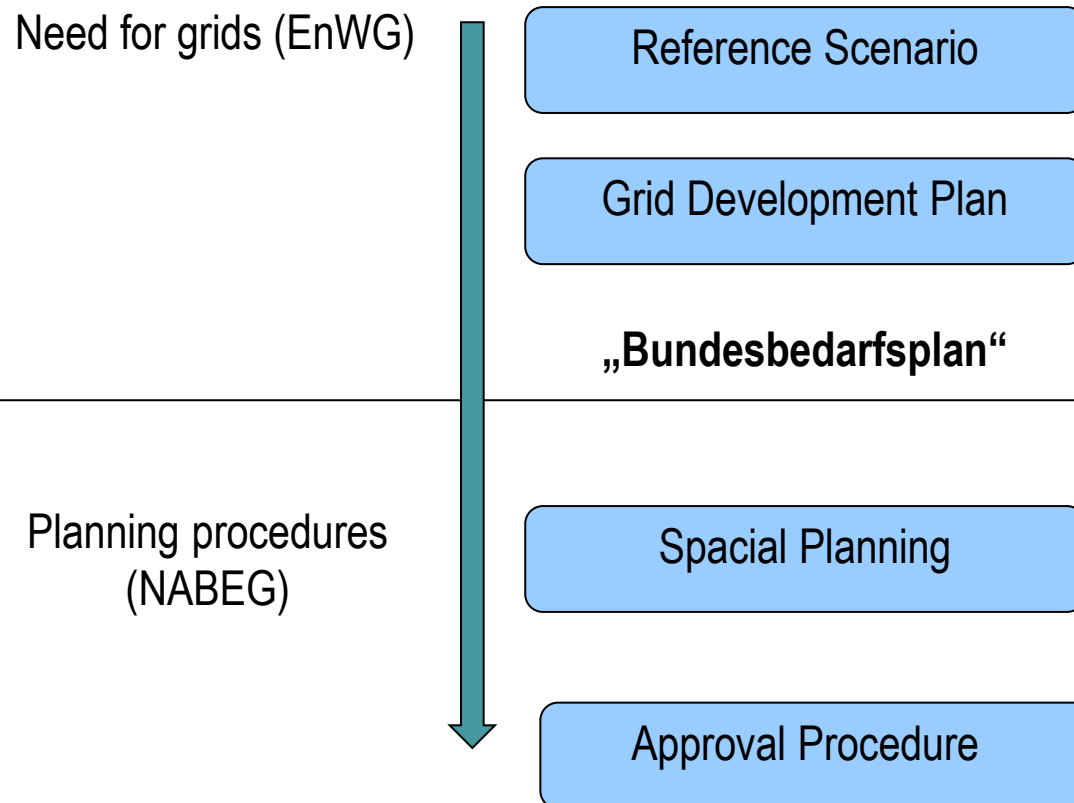 Need for grids (EnWG)
Reference Scenario
Grid Development Plan
„Bundesbedarfsplan“
Planning procedures
(NABEG)
Spacial Planning
Approval Procedure